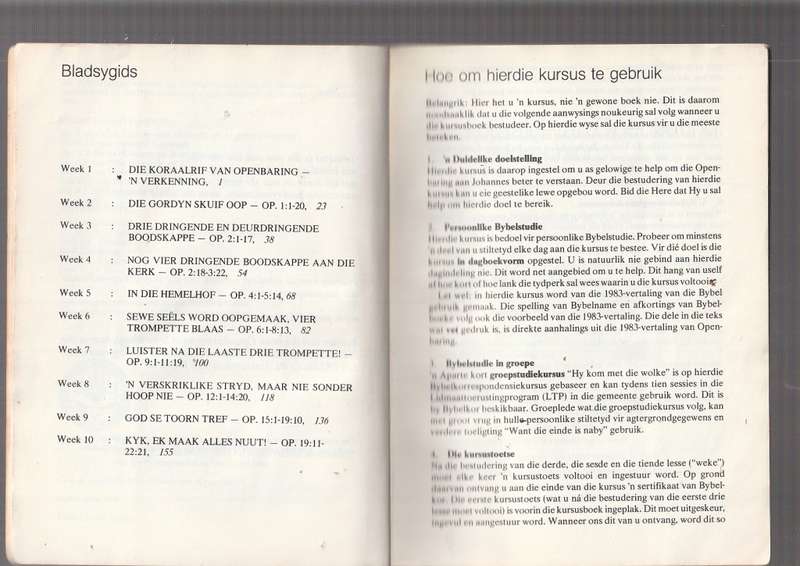 Bladsygids
Week 1 : DIE KORAALRIF VAN OPENBARING —
'N VERKENNING, 1
Week 2 : DIE GORDYN SKUIF OOP — OP. 1:1-20, 23
Week 3 : DRIE DRINGENDE EN DEURDRINGENDE
BOODSKAPPE — OP. 2:1-17, 38
Week 4 : NOG VIER DRINGENDE BOODSKAPPE AAN DIE
KERK — OP. 2:18-3:22, 54
Week 5 : IN DIE HEMELHOF — OP. 4:1-5:14, 68
Week 6 : SEWE SEËLS WORD OOPGEMAAK, VIER
TROMPETTE BLAAS — OP. 6:1-8:13, 82
Week 7 : LUISTER NA DIE LAASTE DRIE TROMPETTE! —
OP. 9:1-11:19, 100
Week 8 : 'N VERSKRIKLIKE STRYD, MAAR NIE SONDER
HOOP NIE — OP. 12:1-14:20, 118
Week 9 : GOD SE TOORN TREF — OP. 15:1-19:10, 136
Week 10 : KYK, EK MAAK ALLES NUUT! — OP. 19:11-
22:21, 155
Hoe om hierdie kursus te gebruik
Belangrik: Hier het u 'n kursus, nie 'n gewone boek nie. Dit is daarom
noodsaaklik dat u die volgende aanwysings noukeurig sal volg wanneer u
die kursusboek bestudeer. Op hierdie wyse sal die kursus vir u die meeste
beteken.
1. 'n Duidelike doelstelling
Hierdie kursus is daarop ingestel om u as gelowige te help om die Open-
baring aan Johannes beter te verstaan. Deur die bestudering van hierdie
kursus kan u eie geestelike lewe opgebou word. Bid die Here dat Hy u sal
help om hierdie doel te bereik.
2. Persoonlike Bybelstudie
Hierdie kursus is bedoel vir persoonlike Bybelstudie. Probeer om minstens
'n deel van u stiltetyd elke dag aan die kursus te bestee. Vir dié doel is die
kursus in dagboekvorm opgestel. U is natuurlik nie gebind aan hierdie
dagindeling nie. Dit word net aangebied om u te help. Dit hang van uself
af hoe kort of hoe lank die tydperk sal wees waarin u die kursus voltooi.
Let wel: in hierdie kursus word van die 1983-vertaling van die Bybel
gebruik gemaak. Die spelling van Bybelname en afkortings van Bybel-
boeke volg ook die voorbeeld van die 1983-vertaling. Die dele in die teks
wat vet gedruk is, is direkte aanhalings uit die 1983-vertaling van Open-
baring.
3. Bybelstudie in groepe
'n Aparte kort groepstudiekursus "Hy kom met die wolke" is op hierdie
Bybelkorrespondensiekursus gebaseer en kan tydens tien sessies in die
Lidmaattoerustingprogram (LTP) in die gemeente gebruik word. Dit is
by Bybelkor beskikbaar. Groeplede wat die groepstudiekursus volg, kan
met groot vrug in hulle persoonlike stiltetyd vir agtergrondgegewens en
verdere toeligting "Want die einde is naby" gebruik.
4. Die kursustoetse
Na die bestudering van die derde, die sesde en die tiende lesse ("weke")
moet elke keer 'n kursustoets voltooi en ingestuur word. Op grond
daarvan ontvang u aan die einde van die kursus 'n sertifikaat van Bybel-
kor. Die eerste kursustoets (wat u ná die bestudering van die eerste drie
lesse moet voltooi) is voorin die kursusboek ingeplak. Dit moet uitgeskeur,
ingevul en aangestuur word. Wanneer ons dit van u ontvang, word dit so